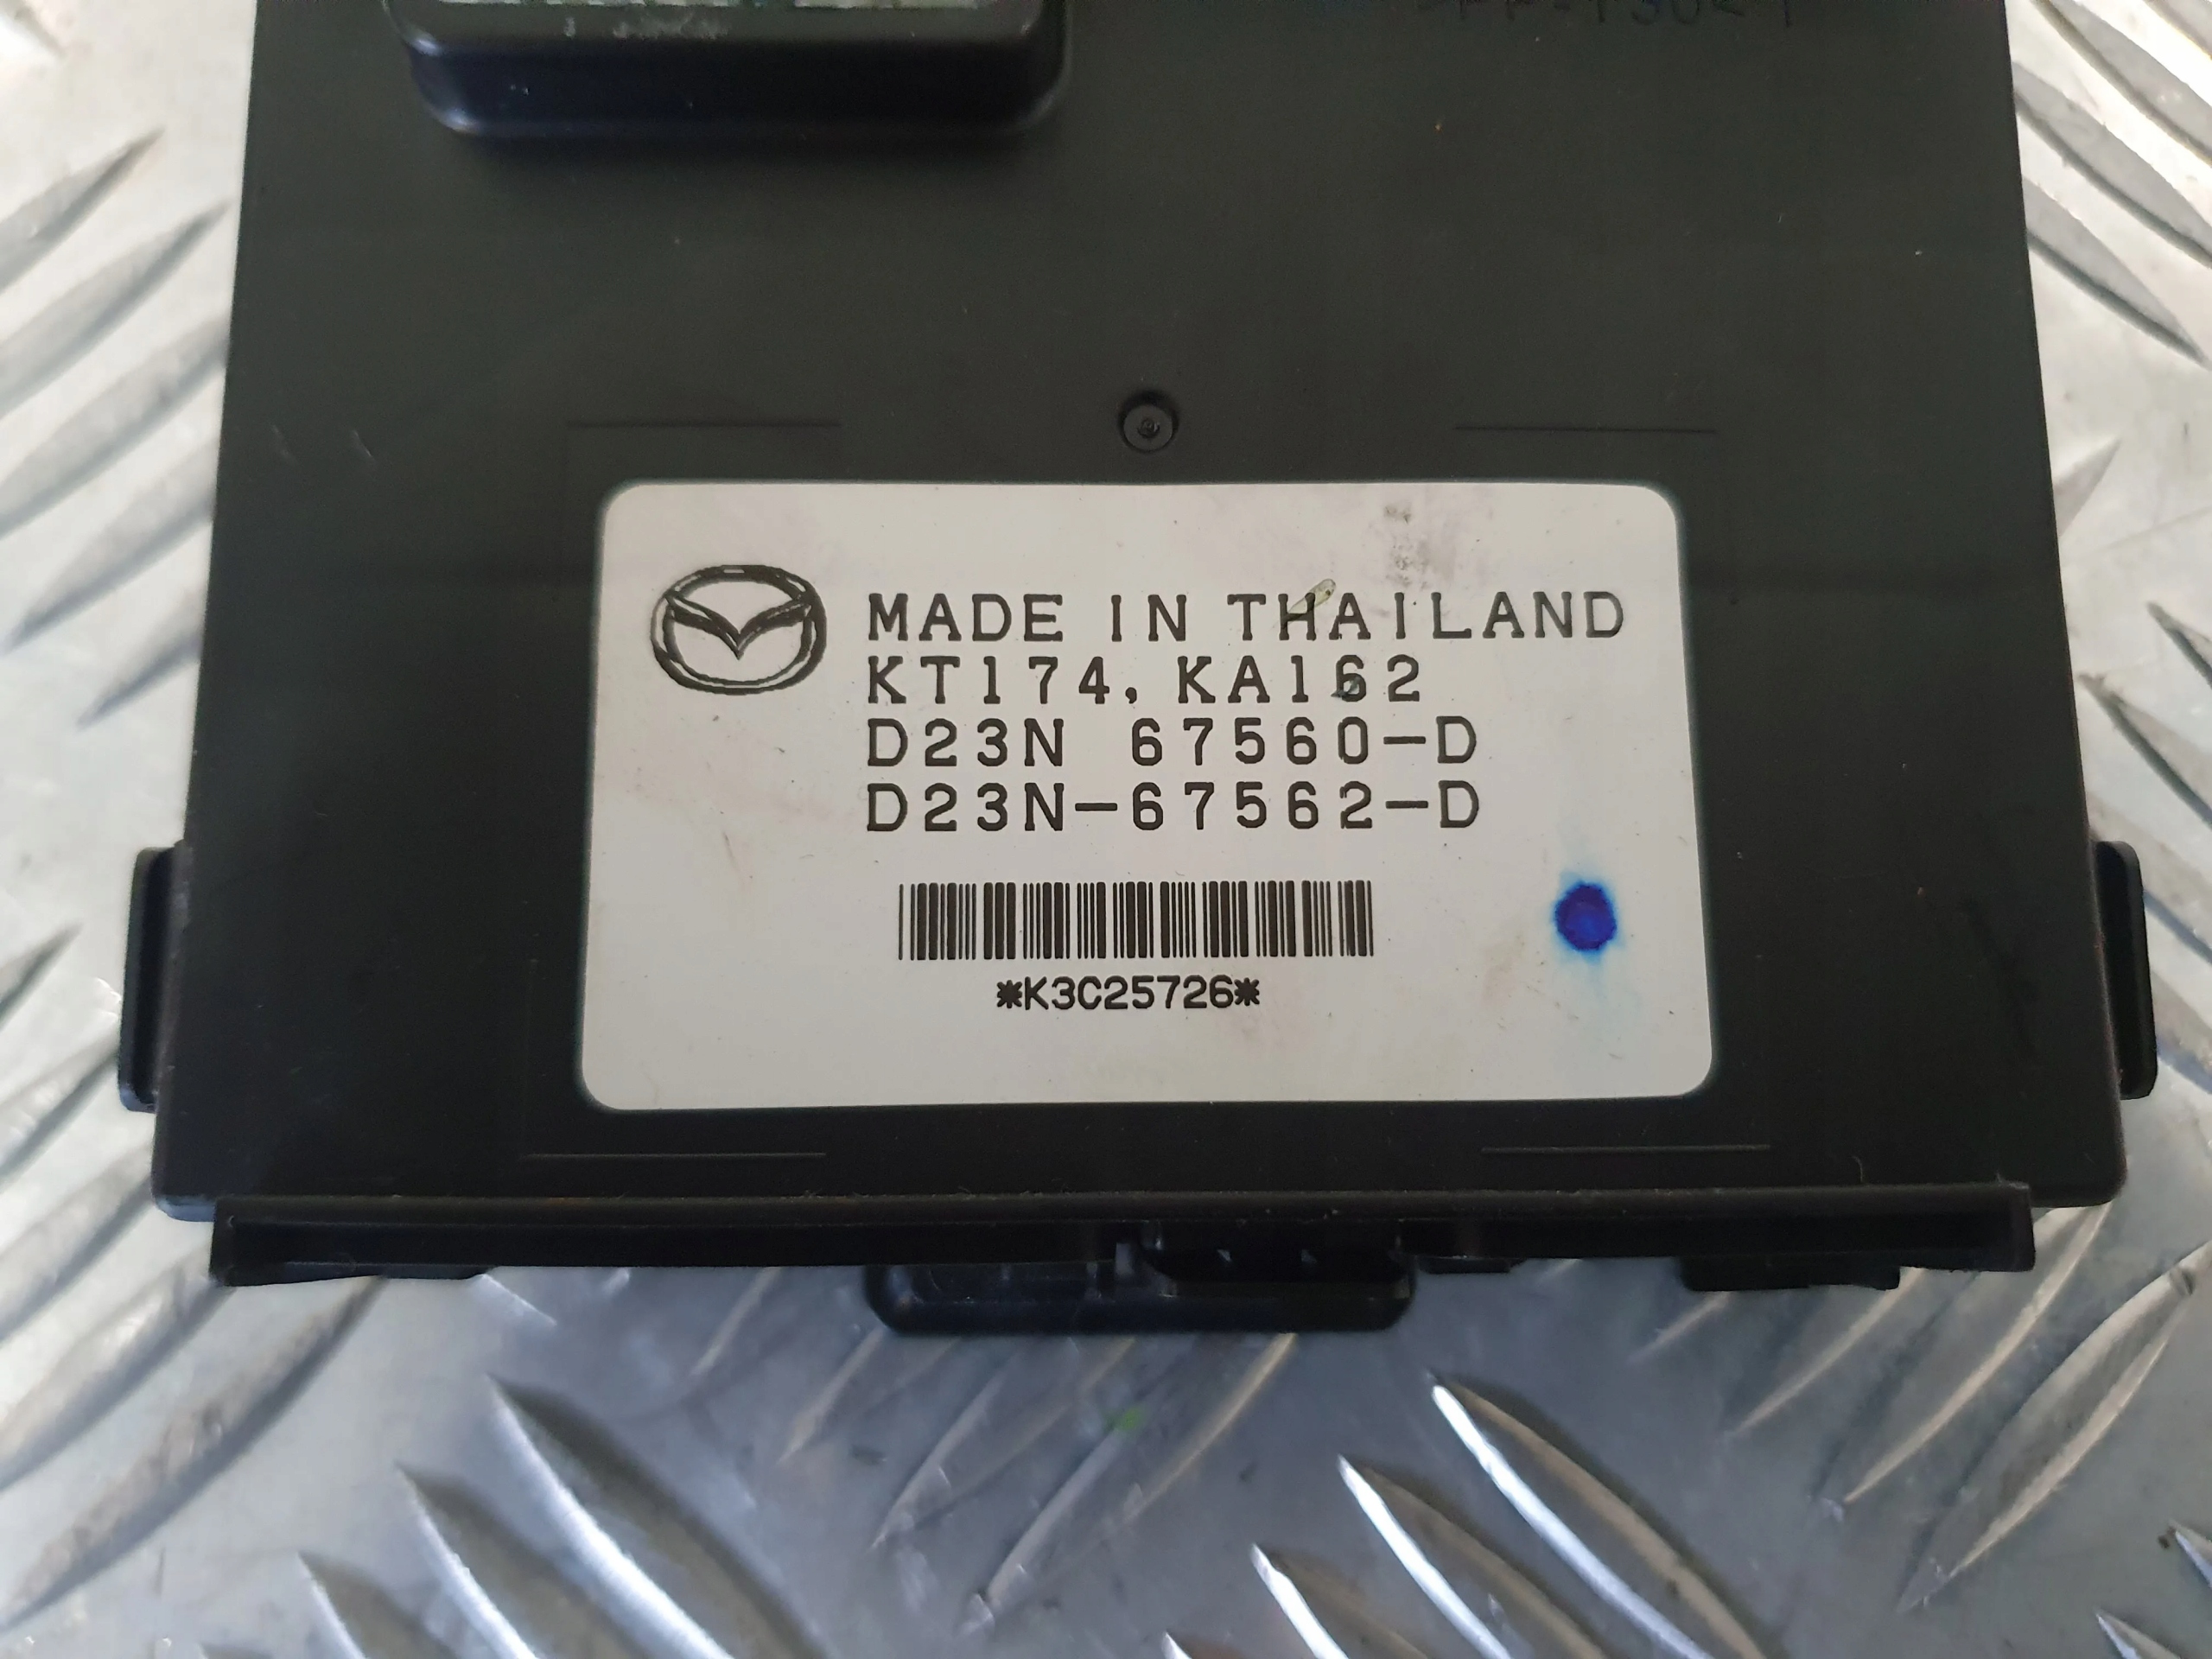 MADE IN THAILAND
KT174, KA162
D23N 67560-D
D23N-67562-D
*K3C25726*